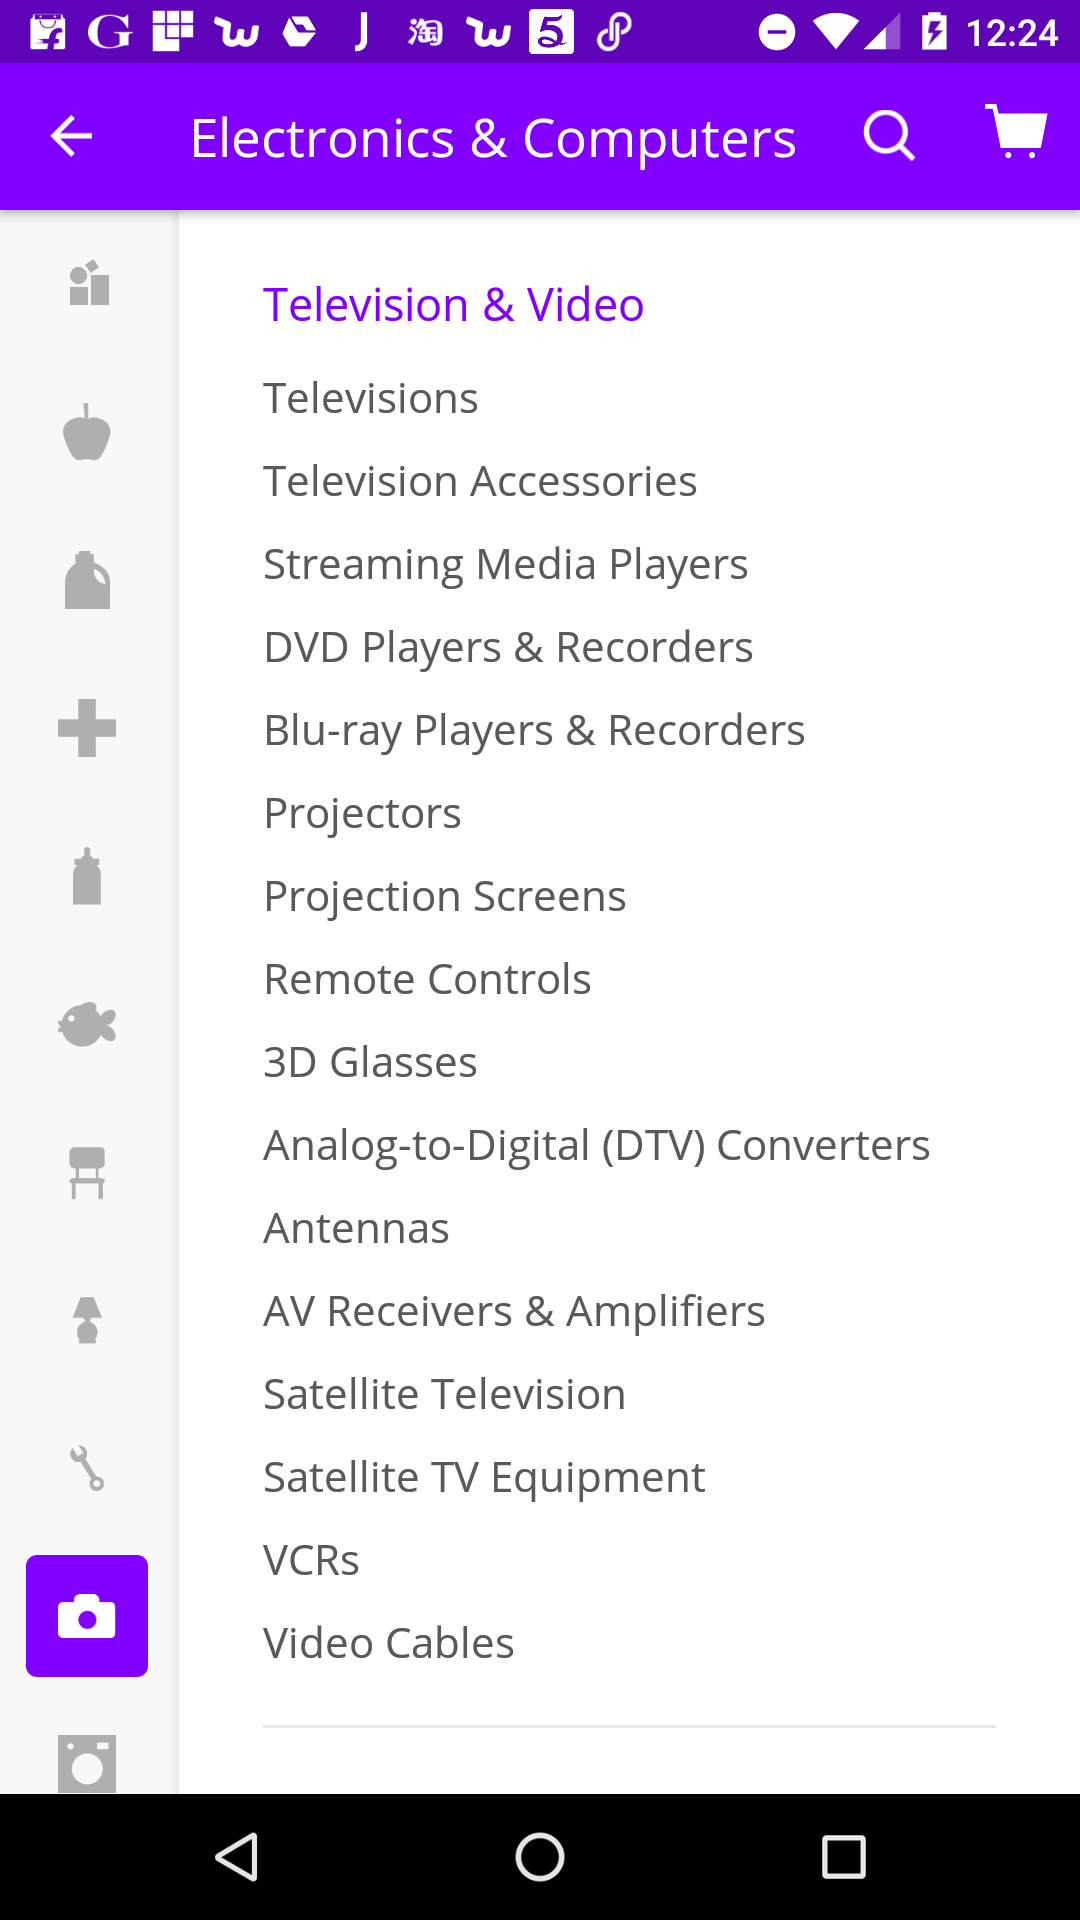 G J 淘 5 12:24
Electronics & Computers
Television & Video
Televisions
Television Accessories
Streaming Media Players
DVD Players & Recorders
Blu-ray Players & Recorders
Projectors
Projection Screens
Remote Controls
3D Glasses
Analog-to-Digital (DTV) Converters
Antennas
AV Receivers & Amplifiers
Satellite Television
Satellite TV Equipment
VCRs
Video Cables